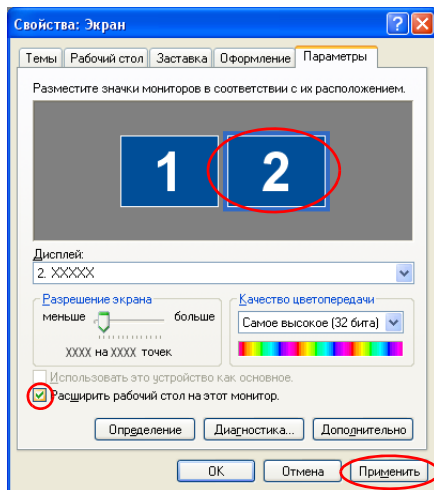 Свойства: Экран
Темы Рабочий стол Заставка Оформление Параметры
Разместите значки мониторов в соответствии с их расположением.
1 2
Дисплей:
2. XXXXX
Разрешение экрана Качество цветопередачи
меньше больше
Самое высокое (32 бита)
XXXX на XXXX точек
Использовать это устройство как основное.
Расширить рабочий стол на этот монитор.
Определение Диагностика... Дополнительно
ОК Отмена Применить